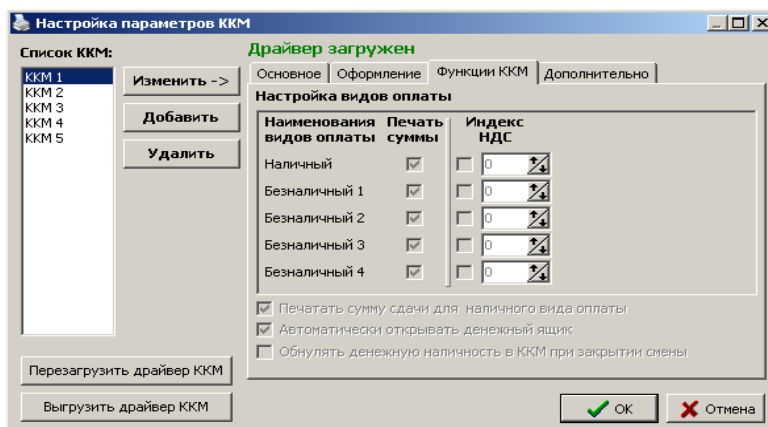 Настройка параметров ККМ
Список ККМ:
ККМ 1
ККМ 2
ККМ 3
ККМ 4
ККМ 5
Изменить ->
Добавить
Удалить
Перезагрузить драйвер ККМ
Выгрузить драйвер ККМ
Драйвер загружен
Основное Оформление Функции ККМ Дополнительно
Настройка видов оплаты
Наименования Печать Индекс
видов оплаты суммы НДС
Наличный 0
Безналичный 1 0
Безналичный 2 0
Безналичный 3 0
Безналичный 4 0
Печатать сумму сдачи для наличного вида оплаты
Автоматически открывать денежный ящик
Обнулять денежную наличность в ККМ при закрытии смены
OK Отмена